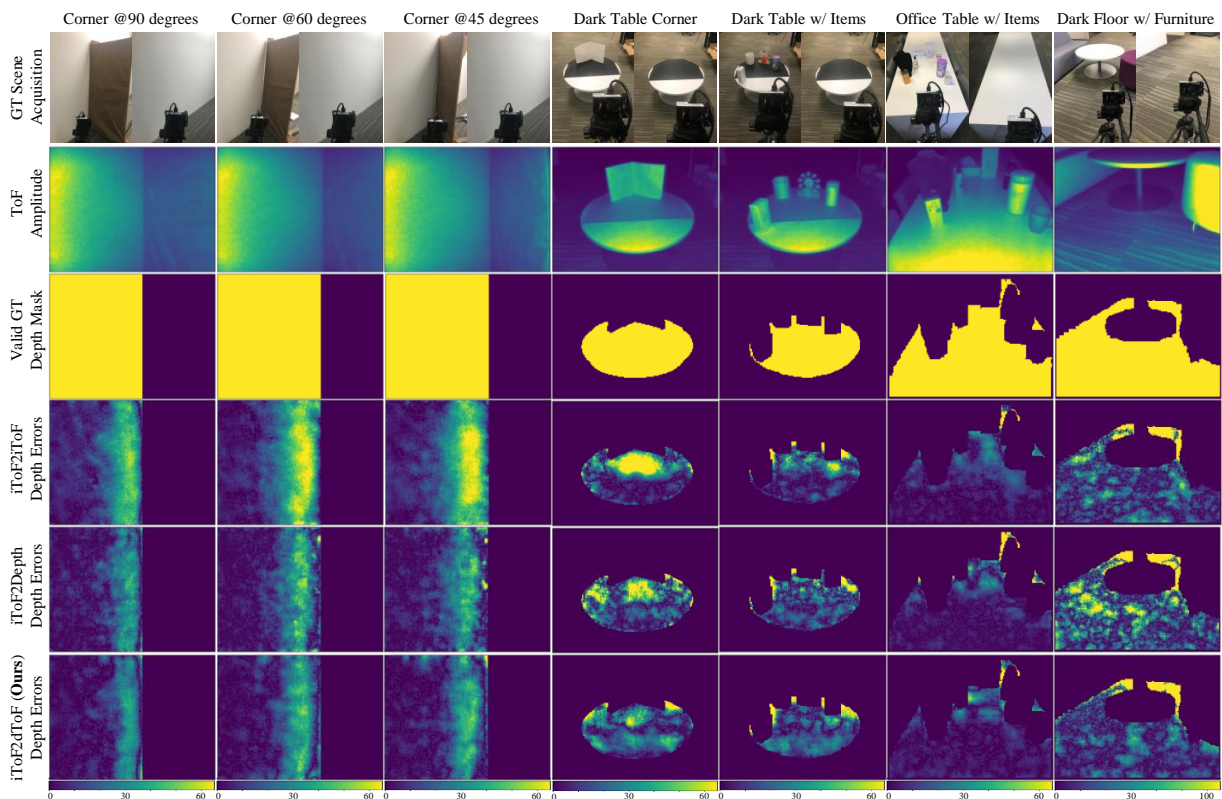 Corner @90 degrees Corner @60 degrees Corner @45 degrees Dark Table Corner Dark Table w/ Items Office Table w/ Items Dark Floor w/ Furniture
GT Scene
Acquisition
ToF
Amplitude
Valid GT
Depth Mask
iToF2iToF
Depth Errors
iToF2Depth
Depth Errors
iToF2dToF (Ours)
Depth Errors
0 30 60 0 30 60 0 30 60 0 30 60 0 30 60 0 30 60 0 30 100